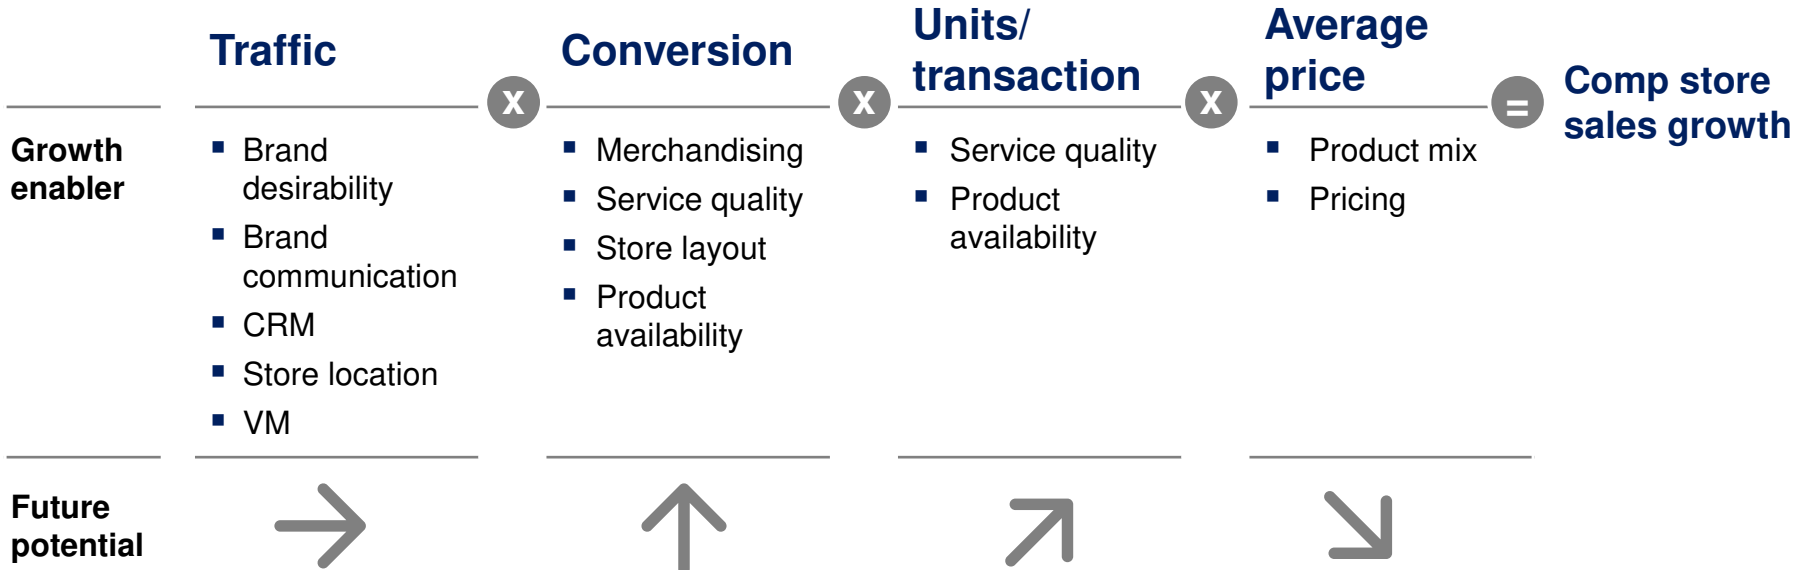 Traffic
Conversion
Units/
transaction
Average
price
x
x
x
=
Comp store
sales growth
Growth
enabler
Brand
desirability
Brand
communication
CRM
Store location
VM
Merchandising
Service quality
Store layout
Product
availability
Service quality
Product
availability
Product mix
Pricing
Future
potential